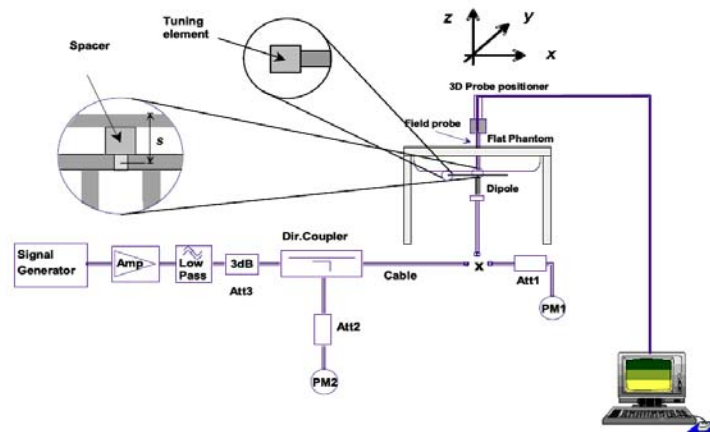 Tuning
element
Spacer
s
z
y
x
3D Probe positioner
Field probe
Flat Phantom
Dipole
Signal
Generator
Amp
Low
Pass
3dB
Att3
Dir.Coupler
Cable
x
Att1
PM1
Att2
PM2